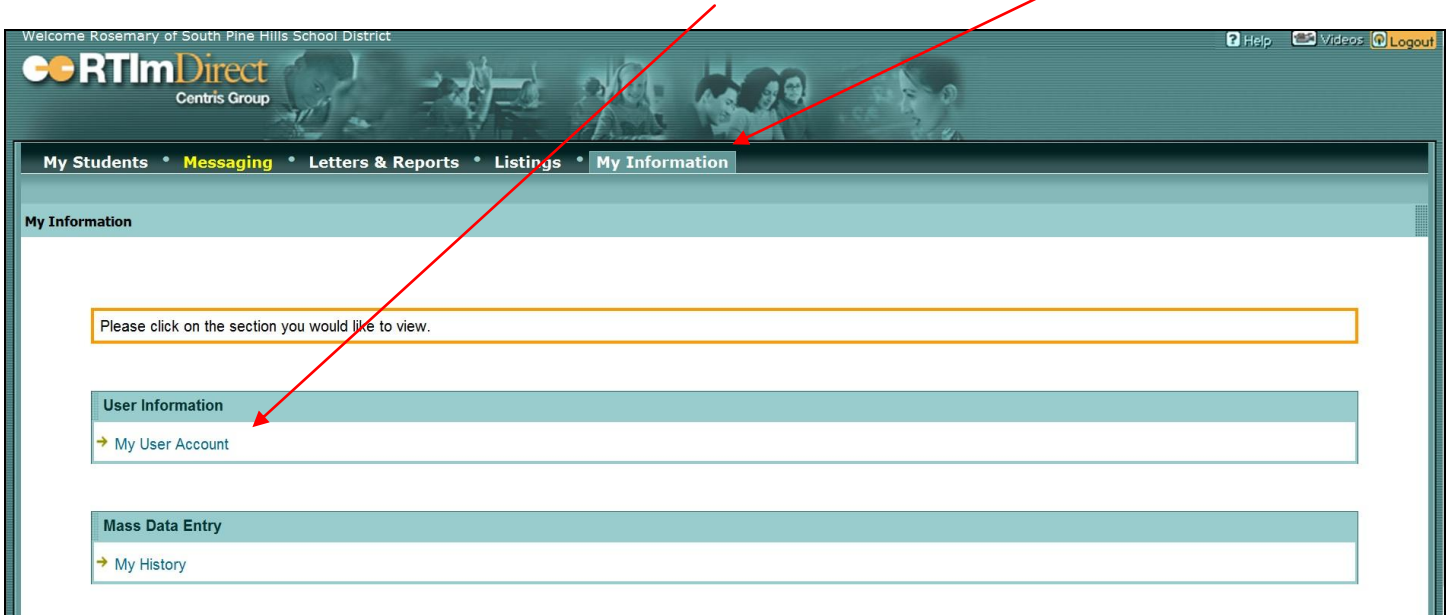 Welcome Rosemary of South Pine Hills School District
? Help Videos Logout
RTImDirect
Centris Group
My Students • Messaging • Letters & Reports • Listings • My Information
My Information
Please click on the section you would like to view.
User Information
My User Account
Mass Data Entry
My History